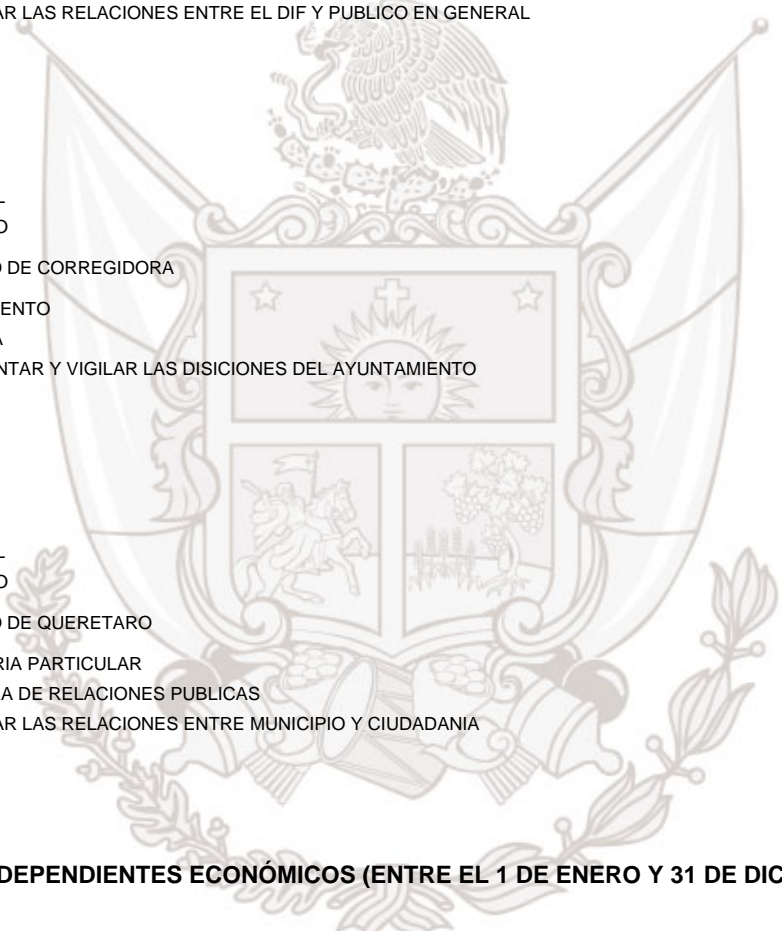 AR LAS RELACIONES ENTRE EL DIF Y PUBLICO EN GENERAL
O
O DE CORREGIDORA
ENTO
A
NTAR Y VIGILAR LAS DISICIONES DEL AYUNTAMIENTO
O
O DE QUERETARO
RIA PARTICULAR
A DE RELACIONES PUBLICAS
AR LAS RELACIONES ENTRE MUNICIPIO Y CIUDADANIA
DEPENDIENTES ECONÓMICOS (ENTRE EL 1 DE ENERO Y 31 DE DIC